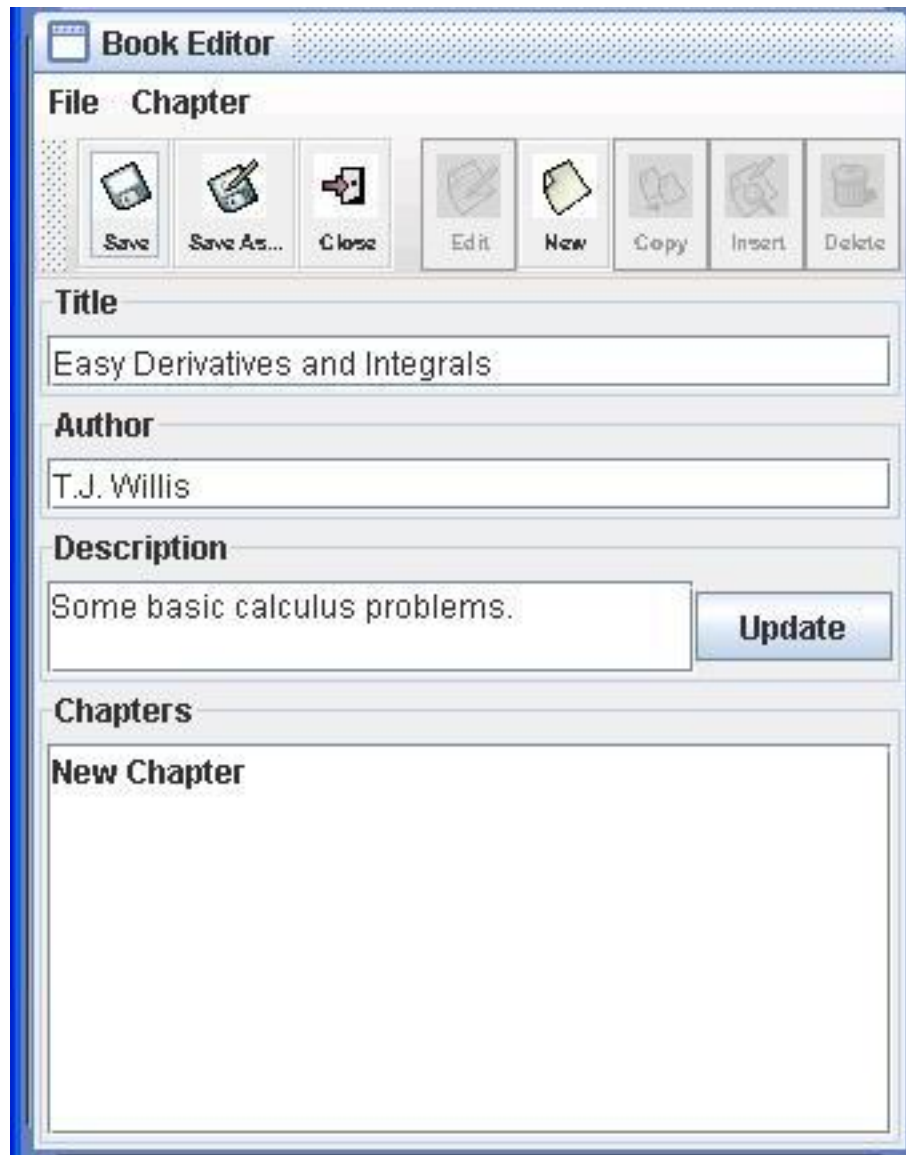 Book Editor
File Chapter
Save Save As... Close Edit New Copy Insert Delete
Title
Easy Derivatives and Integrals
Author
T.J. Willis
Description
Some basic calculus problems.
Update
Chapters
New Chapter